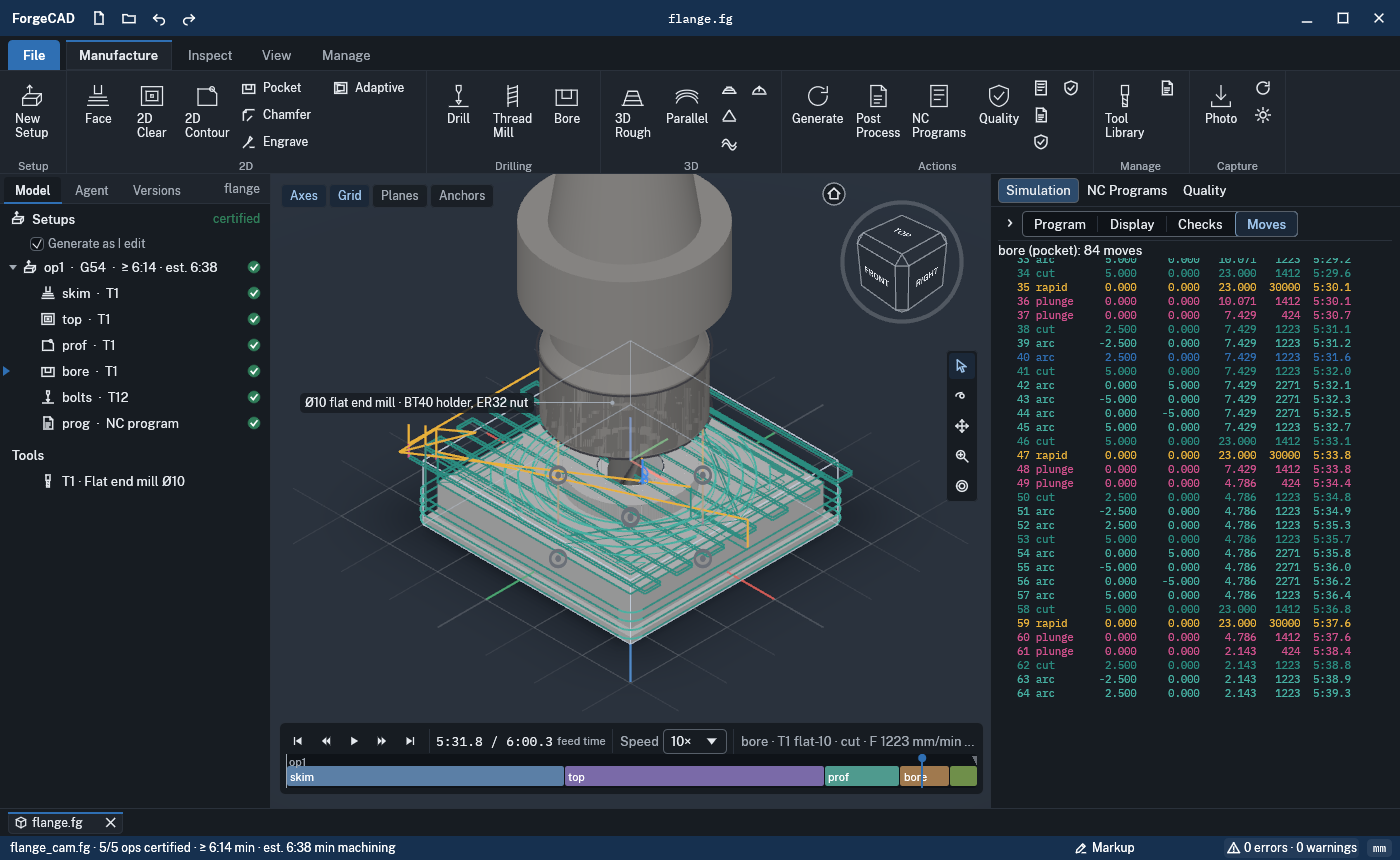 ForgeCAD
flange.fg
File Manufacture Inspect View Manage
New Setup
Setup
Face
2D Clear
2D Contour
Pocket
Chamfer
Engrave
Adaptive
2D
Drill
Thread Mill
Bore
Drilling
3D Rough
Parallel
3D
Generate
Post Process
NC Programs
Quality
Actions
Tool Library
Manage
Photo
Capture
Model Agent Versions flange
Setups certified
Generate as I edit
op1 · G54 · ≥ 6:14 · est. 6:38
skim · T1
top · T1
prof · T1
bore · T1
bolts · T12
prog · NC program
Tools
T1 · Flat end mill Ø10
Axes Grid Planes Anchors
TOP
FRONT
RIGHT
Ø10 flat end mill · BT40 holder, ER32 nut
5:31.8 / 6:00.3 feed time Speed 10× bore · T1 flat-10 · cut · F 1223 mm/min ...
op1
skim top prof bore
Simulation NC Programs Quality
Program Display Checks Moves
bore (pocket): 84 moves
33 arc 5.000 0.000 10.071 1223 5:29.2
34 cut 5.000 0.000 23.000 1412 5:29.6
35 rapid 0.000 0.000 23.000 30000 5:30.1
36 plunge 0.000 0.000 10.071 1412 5:30.1
37 plunge 0.000 0.000 7.429 424 5:30.7
38 cut 2.500 0.000 7.429 1223 5:31.1
39 arc -2.500 0.000 7.429 1223 5:31.2
40 arc 2.500 0.000 7.429 1223 5:31.6
41 cut 5.000 0.000 7.429 1223 5:32.0
42 arc 0.000 5.000 7.429 2271 5:32.1
43 arc -5.000 0.000 7.429 2271 5:32.3
44 arc 0.000 -5.000 7.429 2271 5:32.5
45 arc 5.000 0.000 7.429 1223 5:32.7
46 cut 5.000 0.000 23.000 1412 5:33.1
47 rapid 0.000 0.000 23.000 30000 5:33.8
48 plunge 0.000 0.000 7.429 1412 5:33.8
49 plunge 0.000 0.000 4.786 424 5:34.4
50 cut 2.500 0.000 4.786 1223 5:34.8
51 arc -2.500 0.000 4.786 1223 5:34.9
52 arc 2.500 0.000 4.786 1223 5:35.3
53 cut 5.000 0.000 4.786 1223 5:35.7
54 arc 0.000 5.000 4.786 2271 5:35.8
55 arc -5.000 0.000 4.786 2271 5:36.0
56 arc 0.000 -5.000 4.786 2271 5:36.2
57 arc 5.000 0.000 4.786 1223 5:36.4
58 cut 5.000 0.000 23.000 1412 5:36.8
59 rapid 0.000 0.000 23.000 30000 5:37.6
60 plunge 0.000 0.000 4.786 1412 5:37.6
61 plunge 0.000 0.000 2.143 424 5:38.4
62 cut 2.500 0.000 2.143 1223 5:38.8
63 arc -2.500 0.000 2.143 1223 5:38.9
64 arc 2.500 0.000 2.143 1223 5:39.3
flange.fg
flange_cam.fg · 5/5 ops certified · ≥ 6:14 min · est. 6:38 min machining
Markup
0 errors · 0 warnings mm